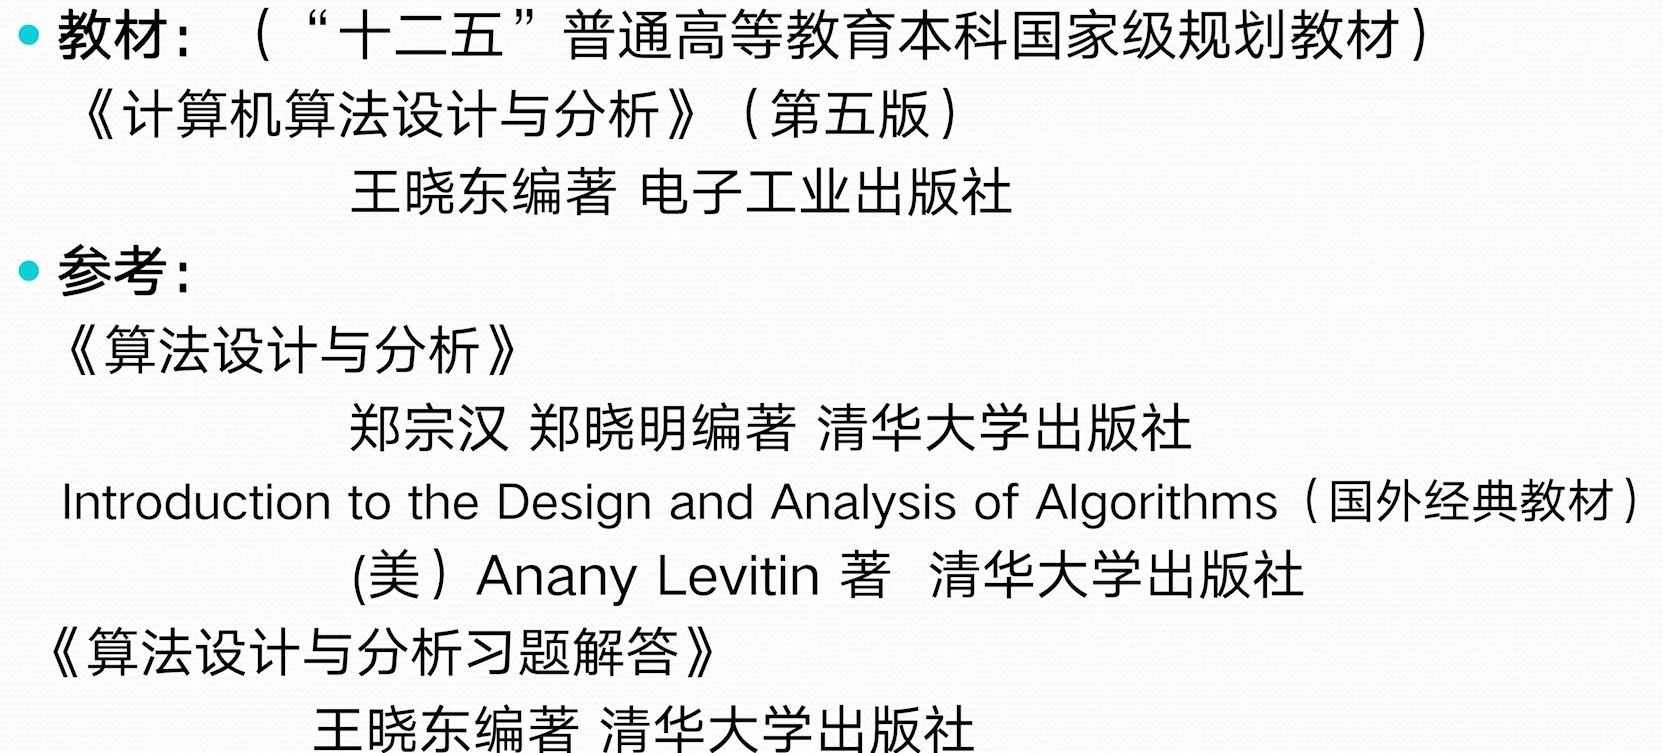 • 教材：（“十二五”普通高等教育本科国家级规划教材）
《计算机算法设计与分析》（第五版）
王晓东编著 电子工业出版社
• 参考：
《算法设计与分析》
郑宗汉 郑晓明编著 清华大学出版社
Introduction to the Design and Analysis of Algorithms（国外经典教材）
(美）Anany Levitin 著 清华大学出版社
《算法设计与分析习题解答》
王晓东编著 清华大学出版社